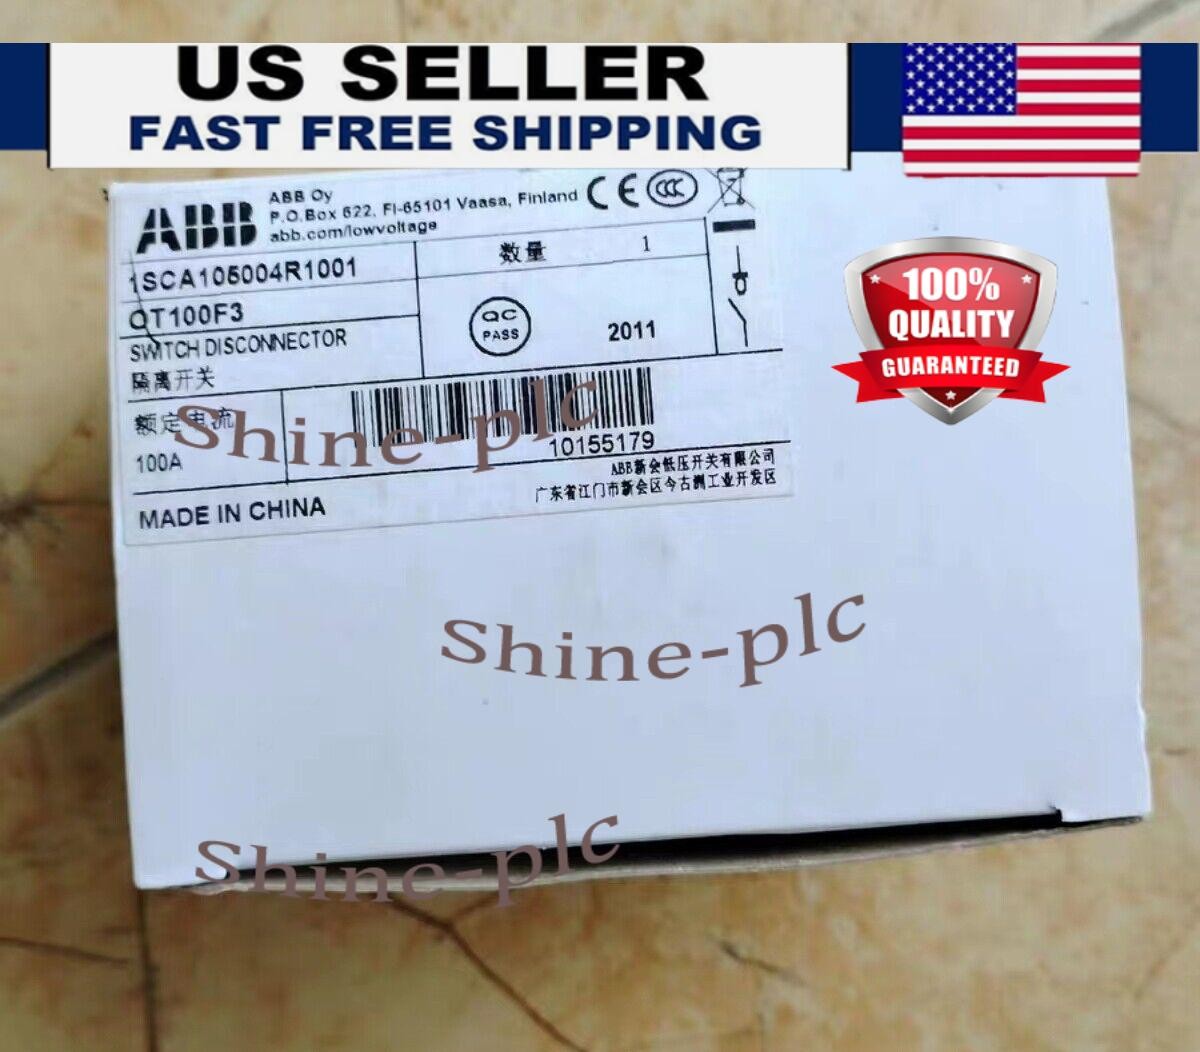 US SELLER
FAST FREE SHIPPING
ABB
ABB Oy
P.O.Box 622, FI-65101 Vaasa, Finland
abb.com/lowvoltage
CE
CCC
1SCA105004R1001
数量 1
OT100F3
QC
PASS
2011
SWITCH DISCONNECTOR
隔离开关
额定电流
100A
10155179
ABB新会低压开关有限公司
广东省江门市新会区今古洲工业开发区
MADE IN CHINA
100%
QUALITY
GUARANTEED
Shine-plc
Shine-plc
Shine-plc